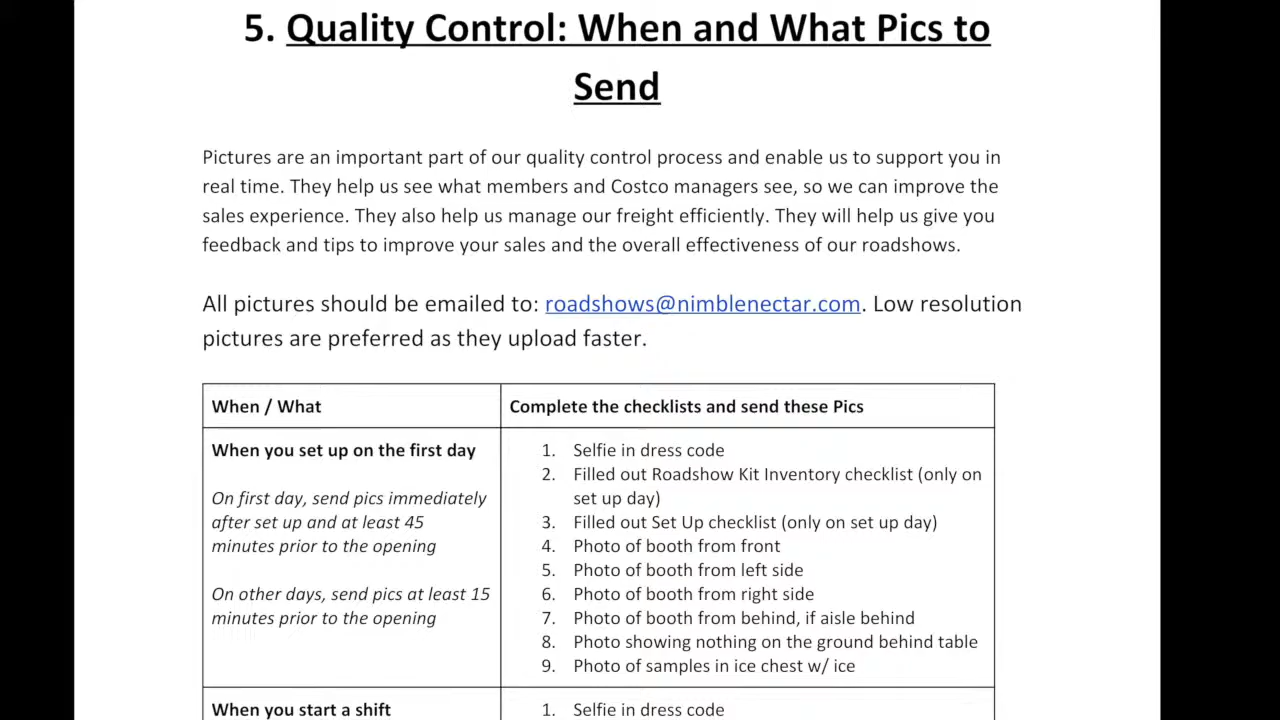 5. Quality Control: When and What Pics to
Send
Pictures are an important part of our quality control process and enable us to support you in
real time. They help us see what members and Costco managers see, so we can improve the
sales experience. They also help us manage our freight efficiently. They will help us give you
feedback and tips to improve your sales and the overall effectiveness of our roadshows.
All pictures should be emailed to: roadshows@nimblenectar.com. Low resolution
pictures are preferred as they upload faster.
When / What
Complete the checklists and send these Pics
When you set up on the first day
On first day, send pics immediately
after set up and at least 45
minutes prior to the opening
On other days, send pics at least 15
minutes prior to the opening
1. Selfie in dress code
2. Filled out Roadshow Kit Inventory checklist (only on
set up day)
3. Filled out Set Up checklist (only on set up day)
4. Photo of booth from front
5. Photo of booth from left side
6. Photo of booth from right side
7. Photo of booth from behind, if aisle behind
8. Photo showing nothing on the ground behind table
9. Photo of samples in ice chest w/ ice
When you start a shift
1. Selfie in dress code